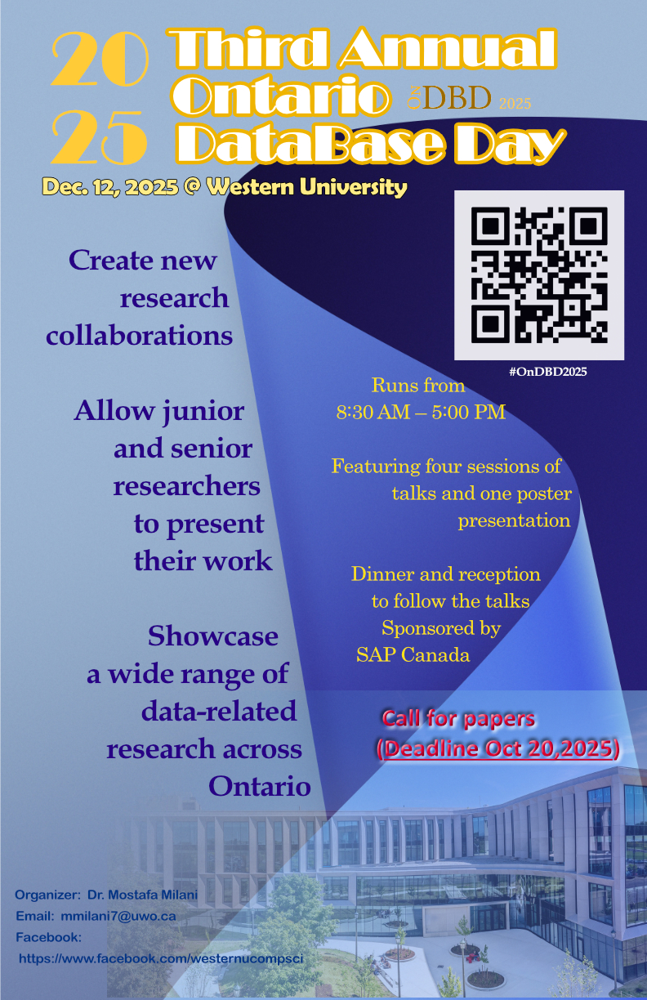 20
25
Third Annual
Ontario
ON DBD 2025
DataBase Day
Dec. 12, 2025 @ Western University
#OnDBD2025
Create new
research
collaborations
Allow junior
and senior
researchers
to present
their work
Showcase
a wide range of
data-related
research across
Ontario
Runs from
8:30 AM – 5:00 PM
Featuring four sessions of
talks and one poster
presentation
Dinner and reception
to follow the talks
Sponsored by
SAP Canada
Call for papers
(Deadline Oct 20,2025)
Organizer: Dr. Mostafa Milani
Email: mmilani7@uwo.ca
Facebook:
https://www.facebook.com/westernucompsci